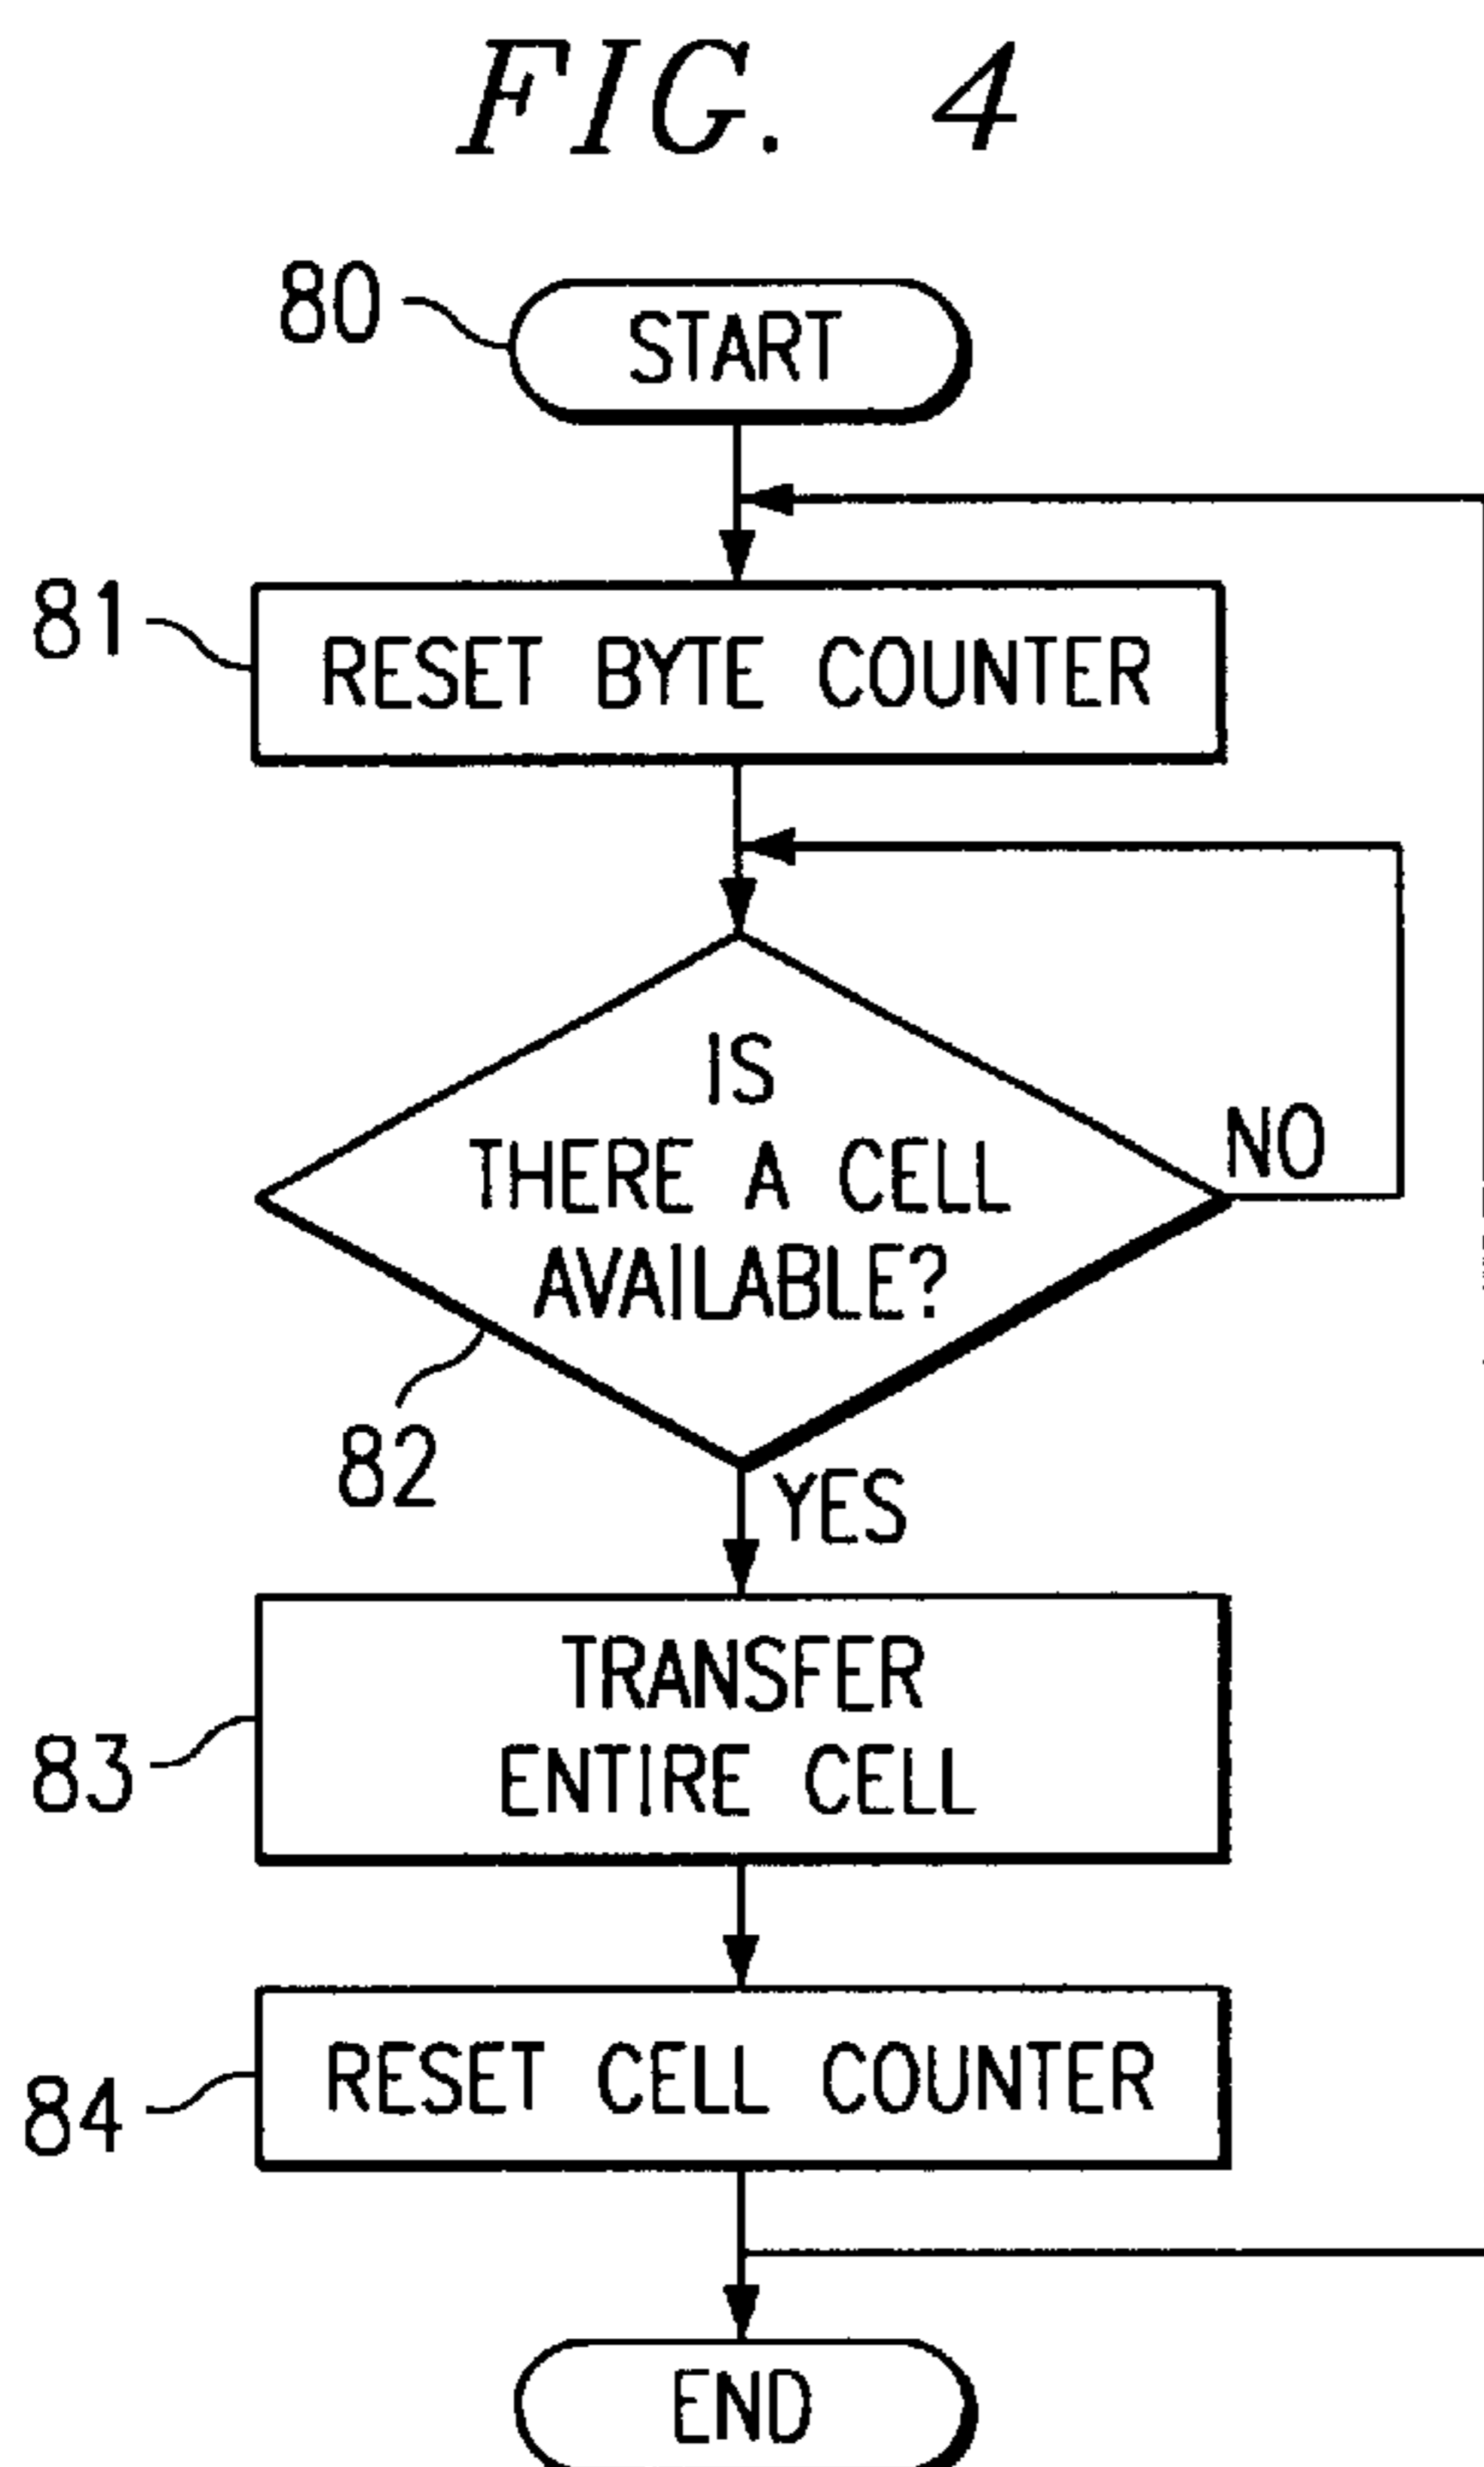 FIG. 4
80
START
81
RESET BYTE COUNTER
IS
THERE A CELL
AVAILABLE?
NO
82
YES
TRANSFER
ENTIRE CELL
83
RESET CELL COUNTER
84
END